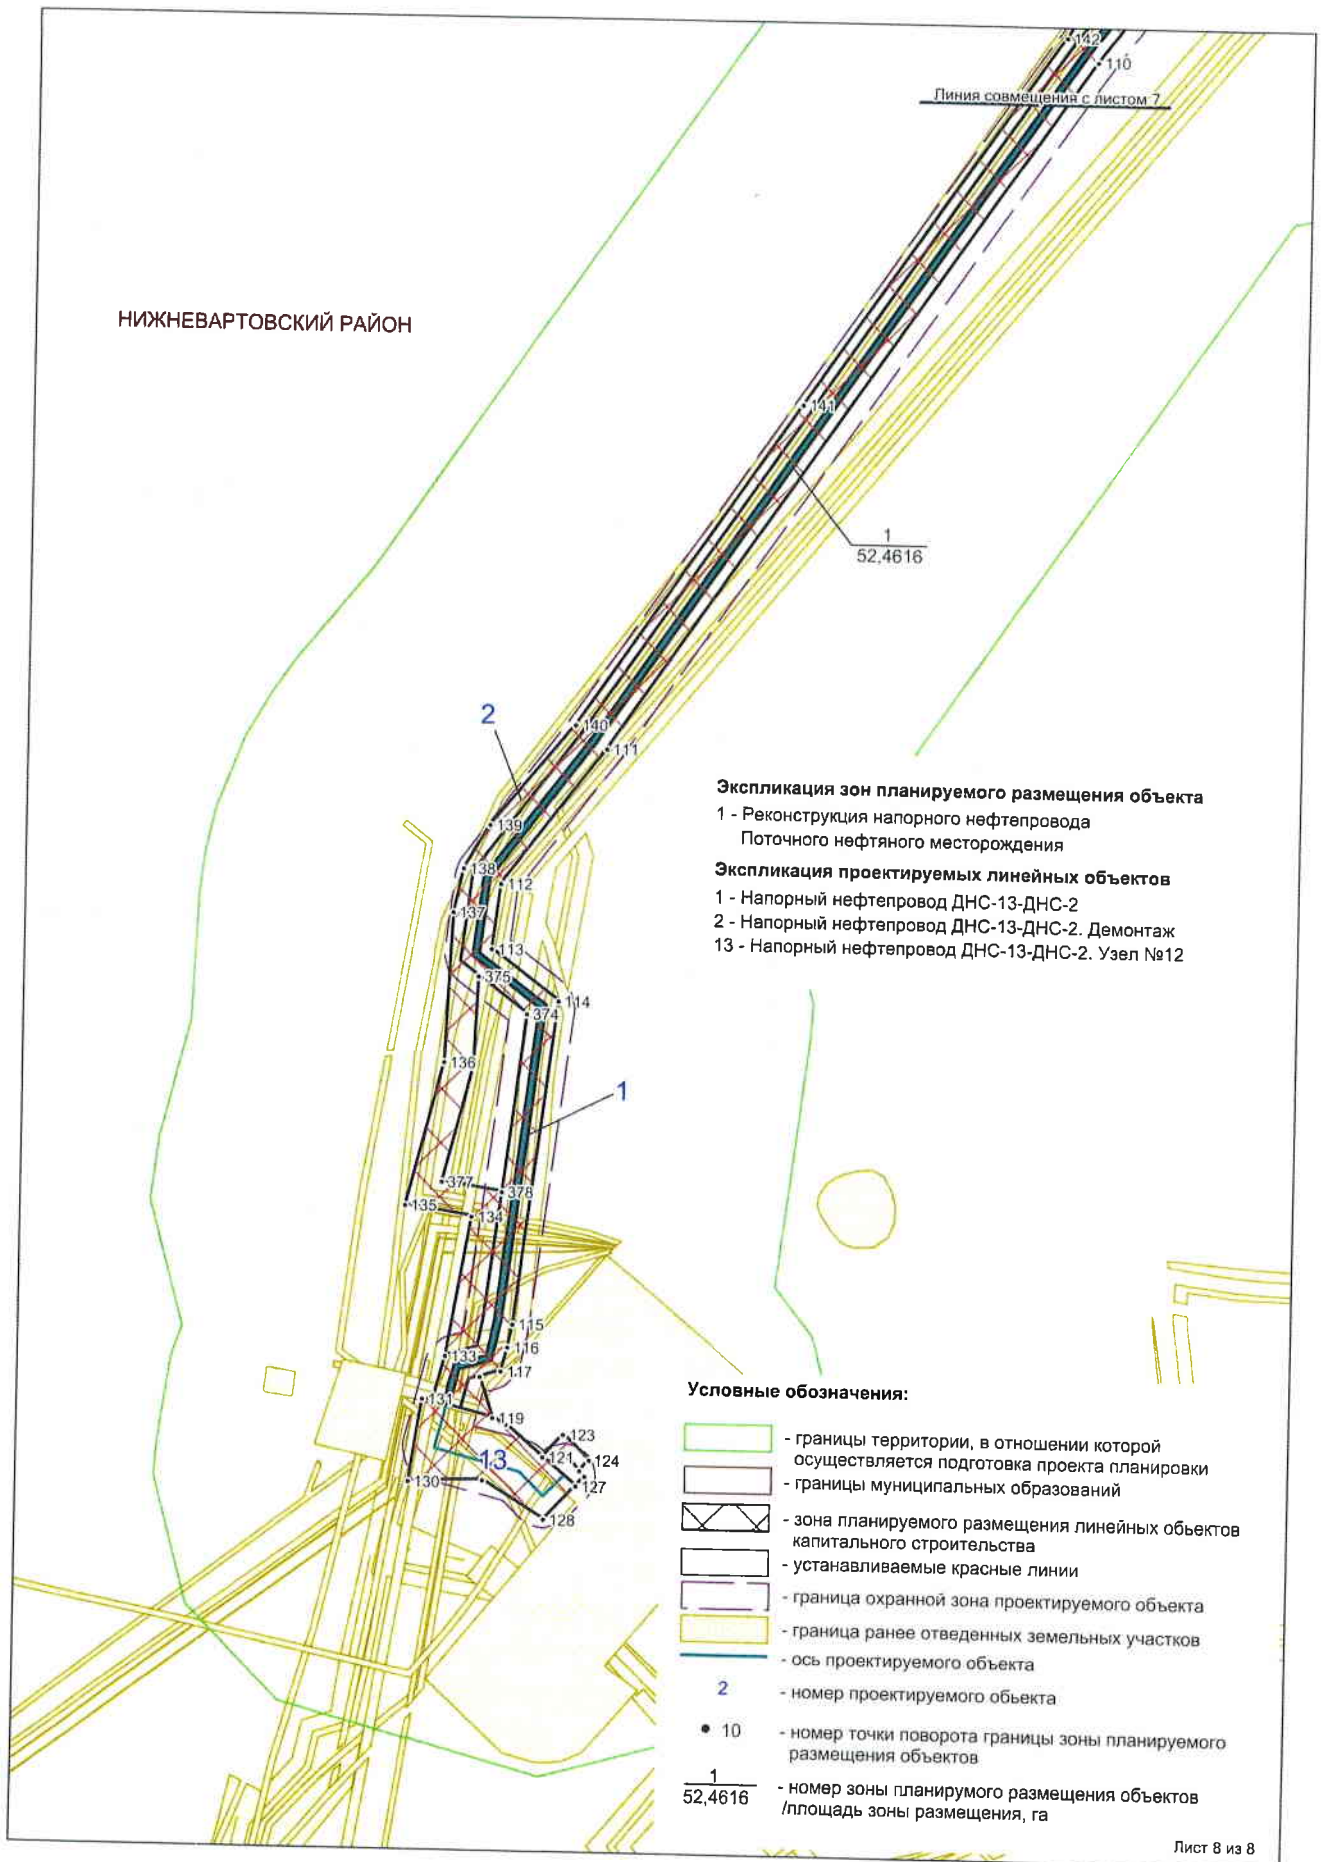 142
110
Линия совмещения с листом 7
НИЖНЕВАРТОВСКИЙ РАЙОН
141
1
52,4616
2
140
111
139
138
112
137
113
375
114
374
136
1
377
378
135
134
115
116
133
117
131
119
123
121
124
13
130
127
128
Экспликация зон планируемого размещения объекта
1 - Реконструкция напорного нефтепровода
Поточного нефтяного месторождения
Экспликация проектируемых линейных объектов
1 - Напорный нефтепровод ДНС-13-ДНС-2
2 - Напорный нефтепровод ДНС-13-ДНС-2. Демонтаж
13 - Напорный нефтепровод ДНС-13-ДНС-2. Узел №12
Условные обозначения:
- границы территории, в отношении которой
осуществляется подготовка проекта планировки
- границы муниципальных образований
- зона планируемого размещения линейных обьектов
капитального строительства
- устанавливаемые красные линии
- граница охранной зона проектируемого объекта
- граница ранее отведенных земельных участков
- ось проектируемого объекта
2 - номер проектируемого обьекта
10 - номер точки поворота границы зоны планируемого
размещения объектов
1
52,4616
- номер зоны планирумого размещения объектов
/площадь зоны размещения, га
Лист 8 из 8